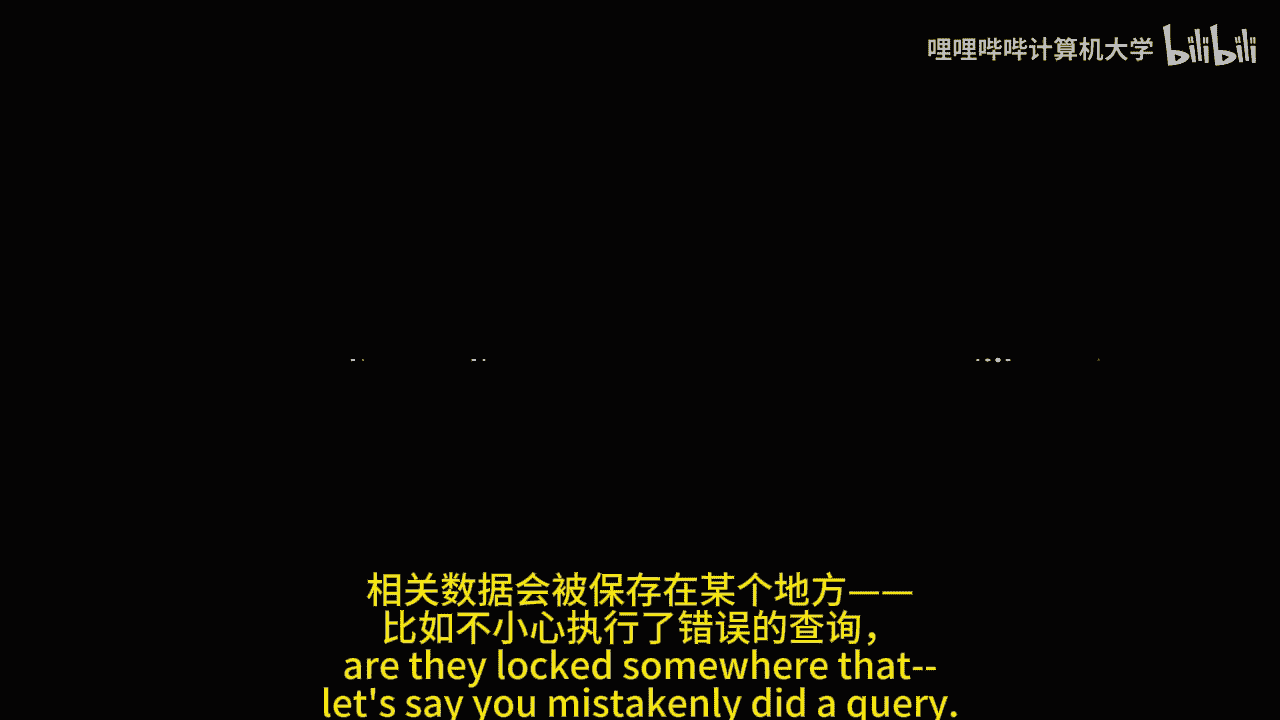 哩哩哔哔计算机大学 bilibili
相关数据会被保存在某个地方——
比如不小心执行了错误的查询，
are they locked somewhere that--
let's say you mistakenly did a query.